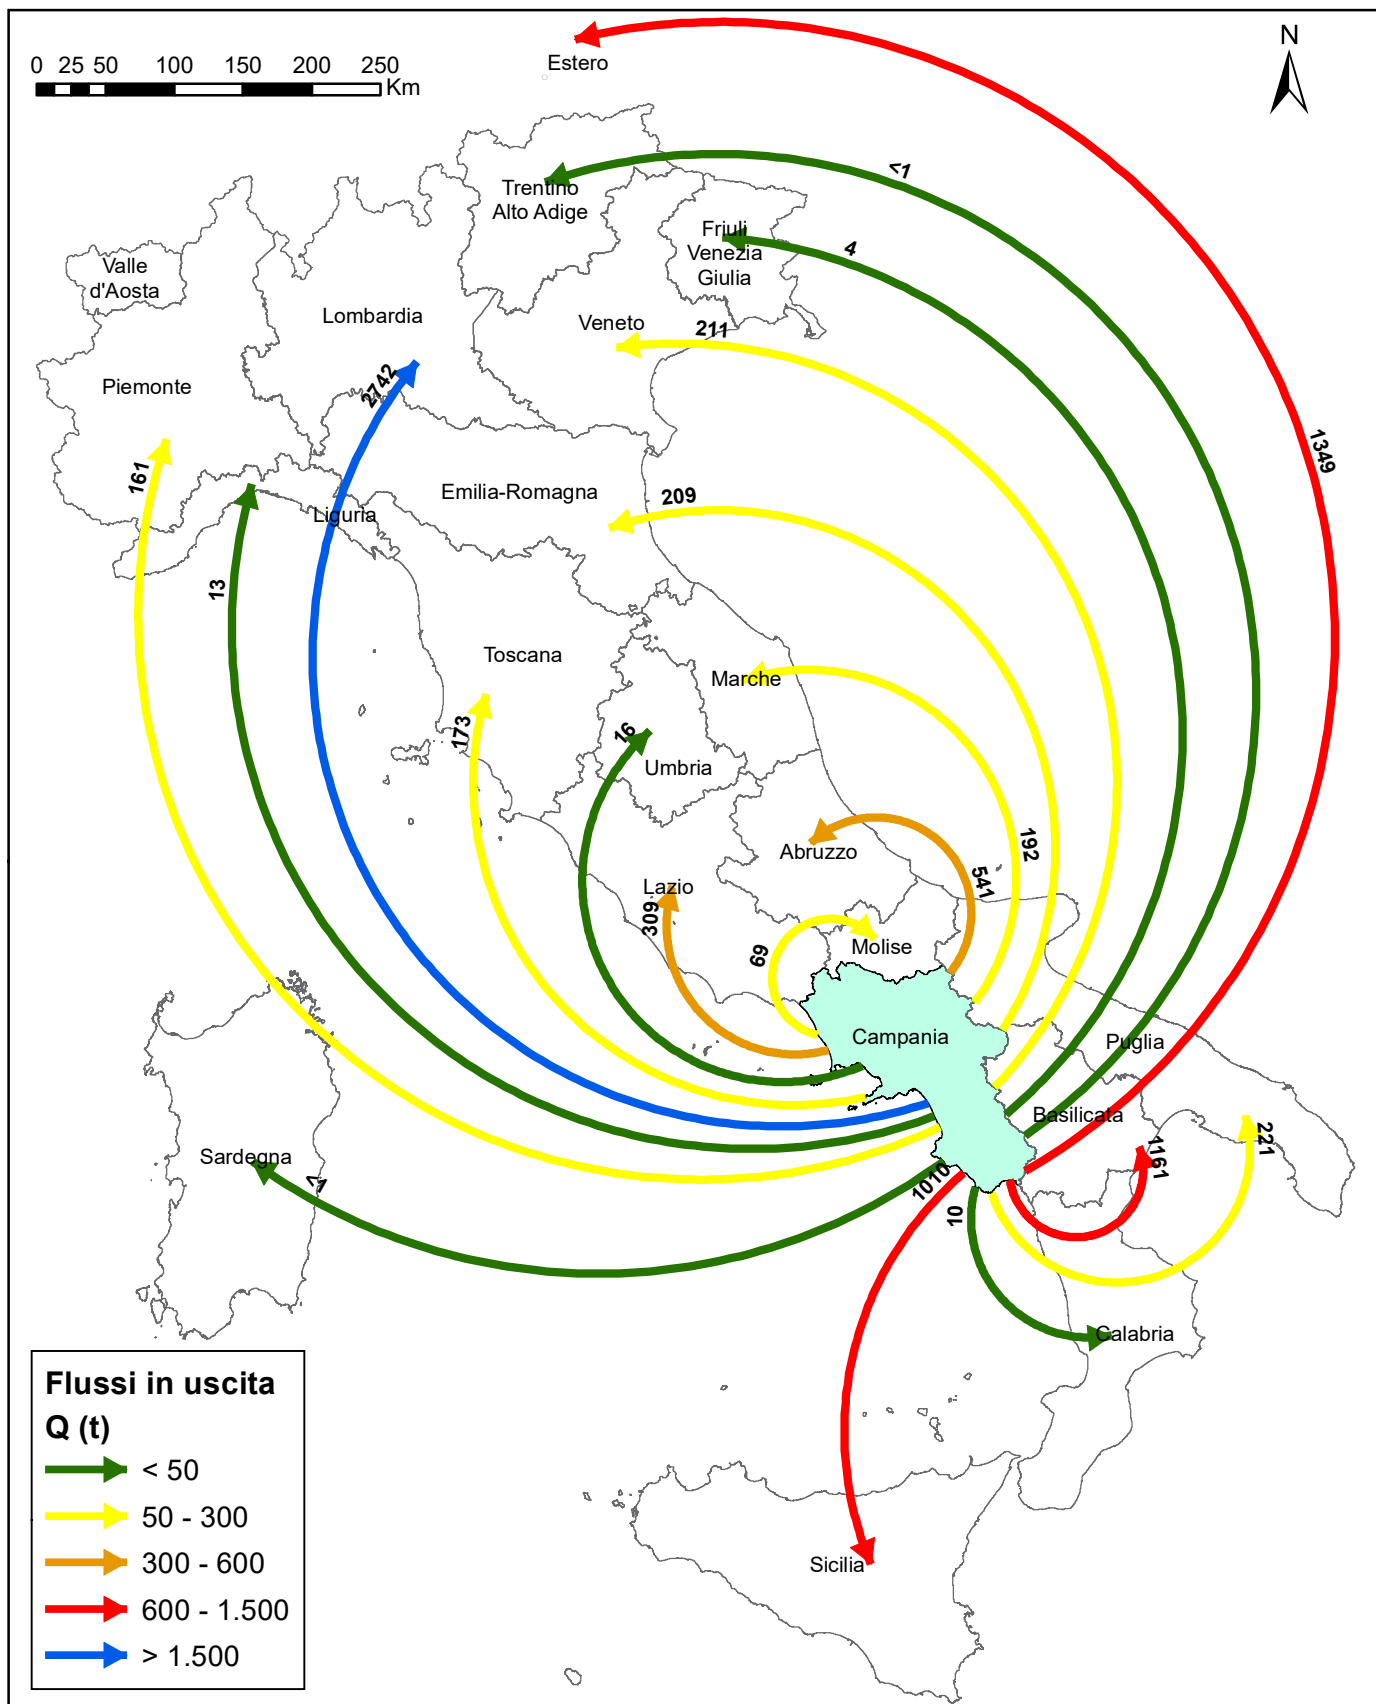 N
Estero
0 25 50 100 150 200 250
Km
<1
Trentino
Alto Adige
4
Friuli
Venezia
Giulia
Valle
d'Aosta
Lombardia
Veneto
211
Piemonte
2742
1349
161
Emilia-Romagna
209
Liguria
13
Toscana
Marche
173
16
Umbria
192
Abruzzo
541
Lazio
309
69
Molise
Campania
Puglia
Basilicata
221
1161
Sardegna
<1
1010
10
Calabria
Sicilia
Flussi in uscita
Q (t)
< 50
50 - 300
300 - 600
600 - 1.500
> 1.500